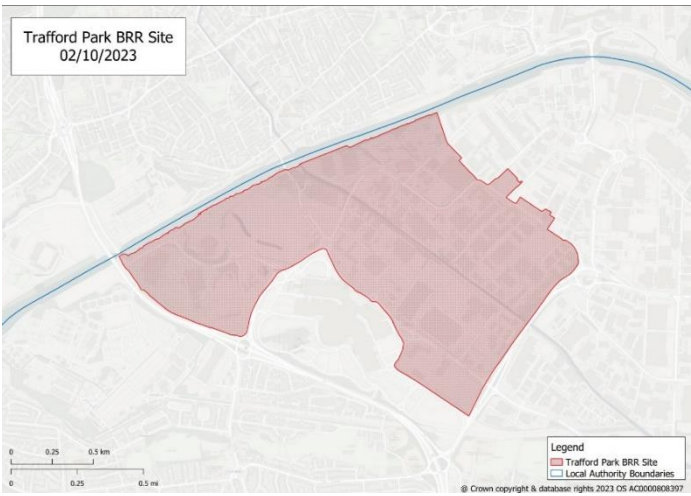 Trafford Park BRR Site
02/10/2023
0 0.25 0.5 km
0 0.25 0.5 mi
Legend
Trafford Park BRR Site
Local Authority Boundaries
@ Crown copyright & database rights 2023 OS AC0000808397